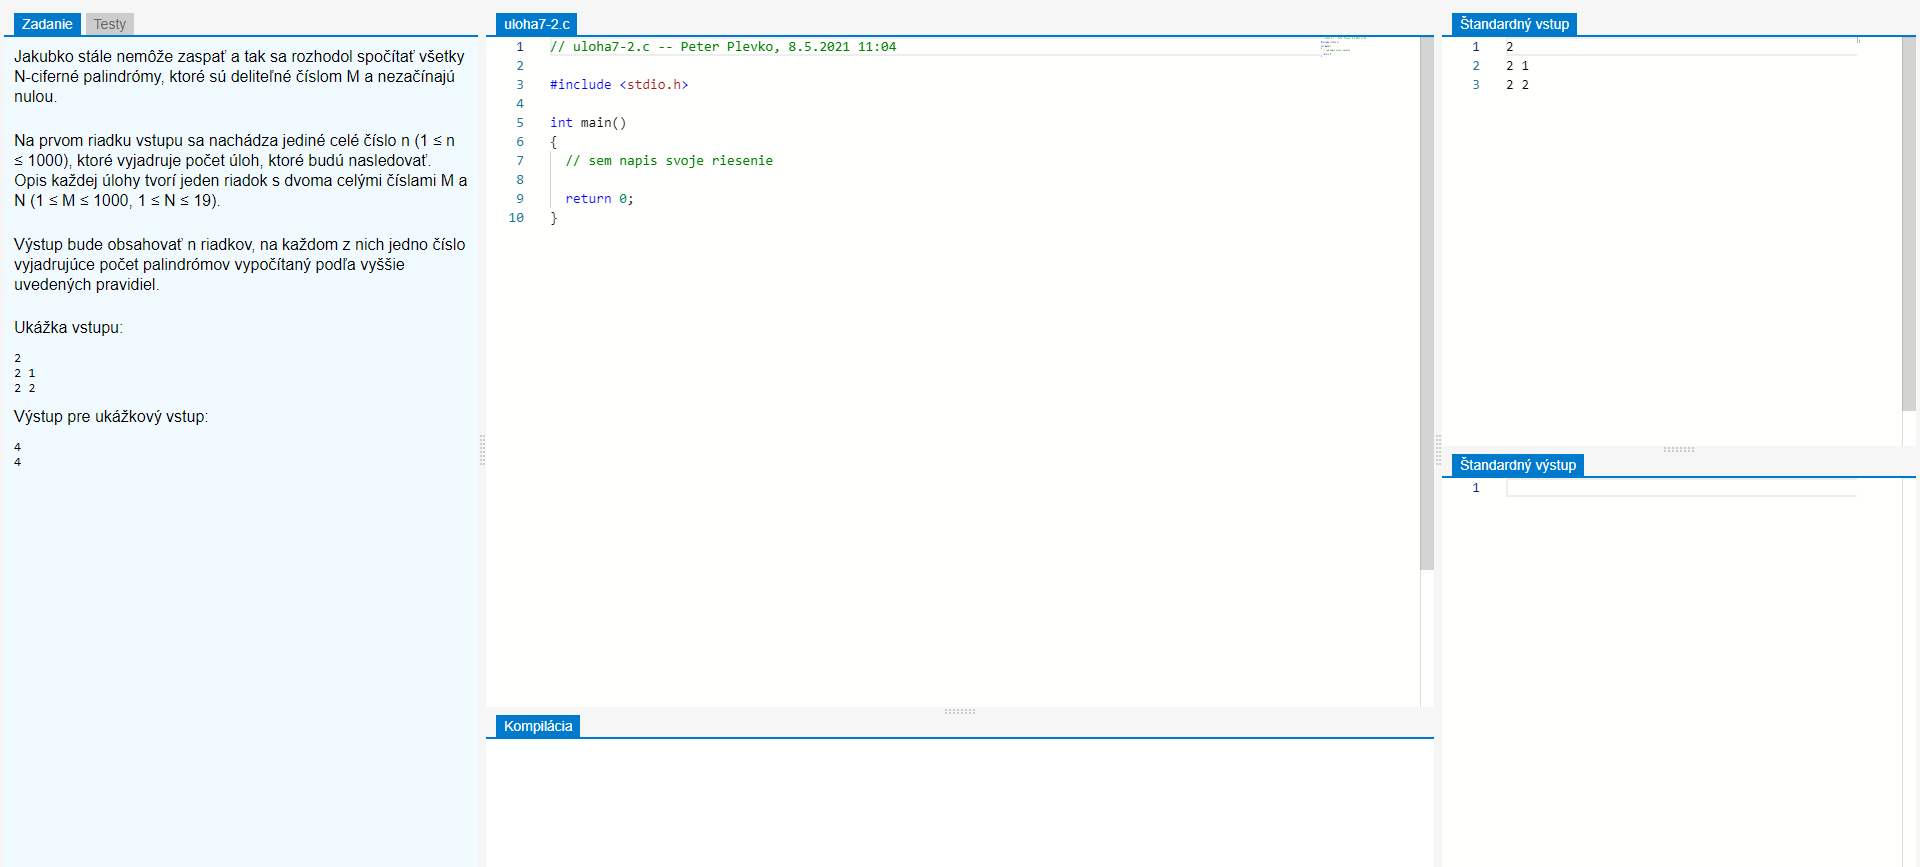 Zadanie Testy
Jakubko stále nemôže zaspať a tak sa rozhodol spočítať všetky
N-ciferné palindrómy, ktoré sú deliteľné číslom M a nezačínajú
nulou.
Na prvom riadku vstupu sa nachádza jediné celé číslo n (1 ≤ n
≤ 1000), ktoré vyjadruje počet úloh, ktoré budú nasledovať.
Opis každej úlohy tvorí jeden riadok s dvoma celými číslami M a
N (1 ≤ M ≤ 1000, 1 ≤ N ≤ 19).
Výstup bude obsahovať n riadkov, na každom z nich jedno číslo
vyjadrujúce počet palindrómov vypočítaný podľa vyššie
uvedených pravidiel.
Ukážka vstupu:
2
2 1
2 2
Výstup pre ukážkový vstup:
4
4
uloha7-2.c
1 // uloha7-2.c -- Peter Plevko, 8.5.2021 11:04
2
3 #include <stdio.h>
4
5 int main()
6 {
7 // sem napis svoje riesenie
8
9 return 0;
10 }
Kompilácia
Štandardný vstup
1 2
2 2 1
3 2 2
Štandardný výstup
1